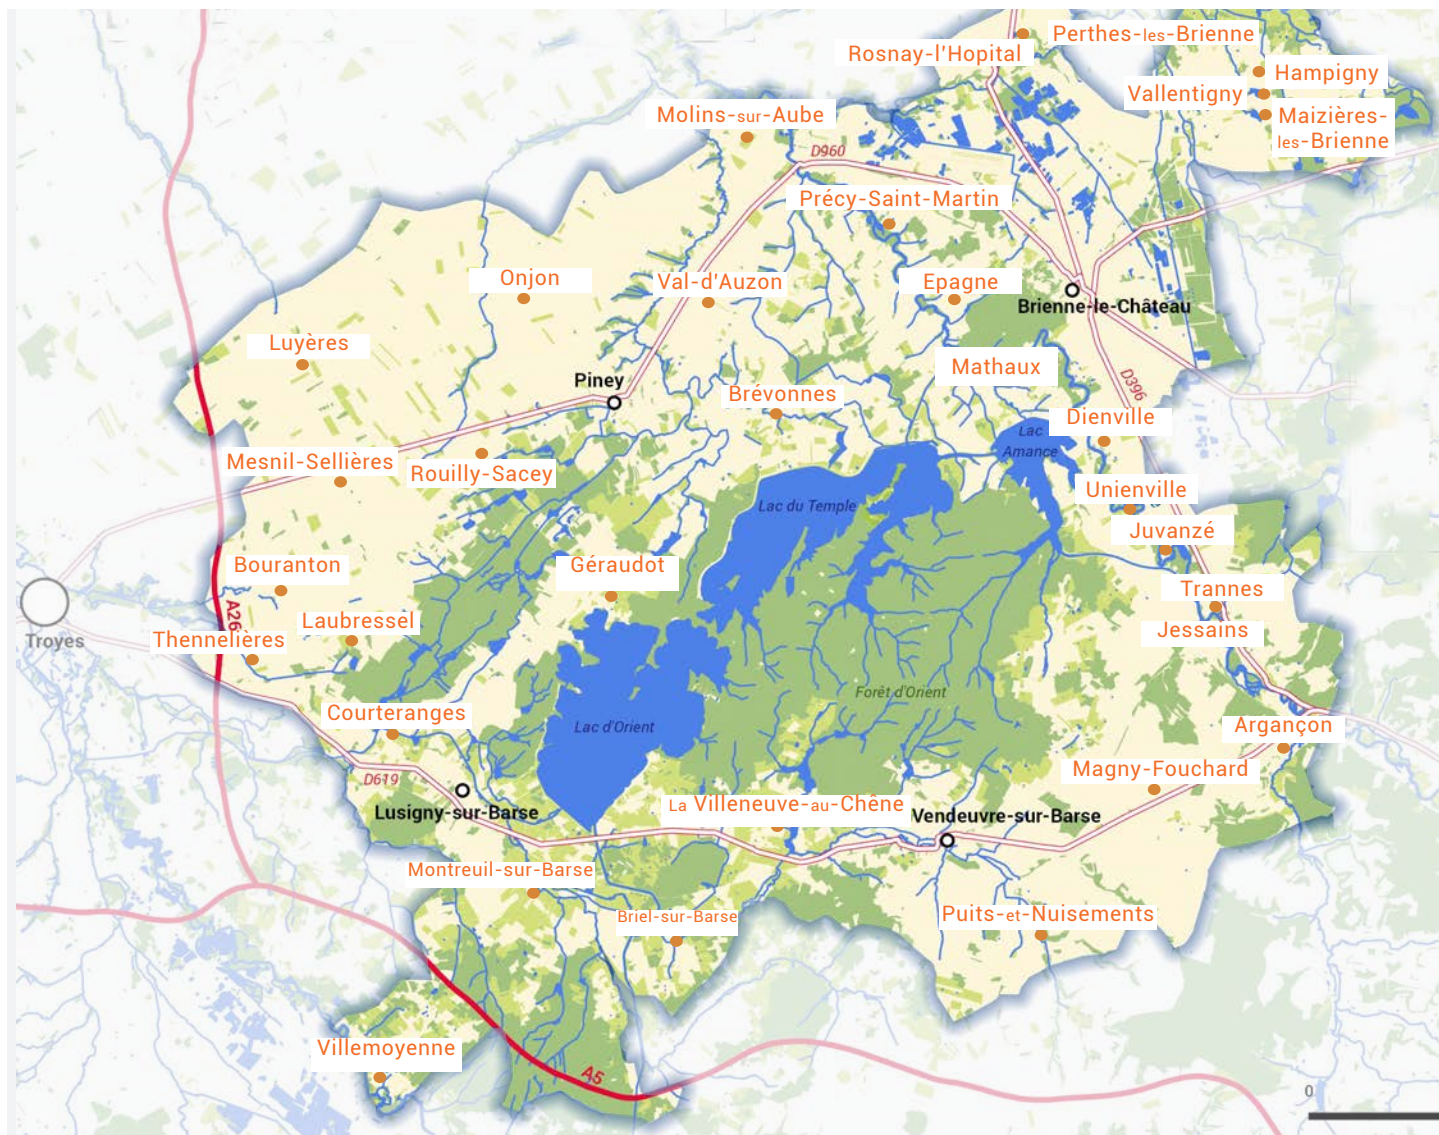 Perthes-les-Brienne
Rosnay-l'Hopital
Hampigny
Vallentigny
Maizières-
les-Brienne
Molins-sur-Aube
D960
Précy-Saint-Martin
Onjon
Val-d'Auzon
Epagne
Brienne-le-Château
Luyères
Mathaux
Piney
D396
Brévonnes
Dienville
Lac
Amance
Mesnil-Sellières
Rouilly-Sacey
Unienville
Lac du Temple
Juvanzé
Bouranton
Géraudot
Trannes
A26
Laubressel
Thennelières
Troyes
Jessains
Forêt d'Orient
Courteranges
Lac d'Orient
Argançon
D619
Magny-Fouchard
La Villeneuve-au-Chêne
Lusigny-sur-Barse
Vendeuvre-sur-Barse
Montreuil-sur-Barse
Briel-sur-Barse
Puits-et-Nuisements
Villemoyenne
A5
0